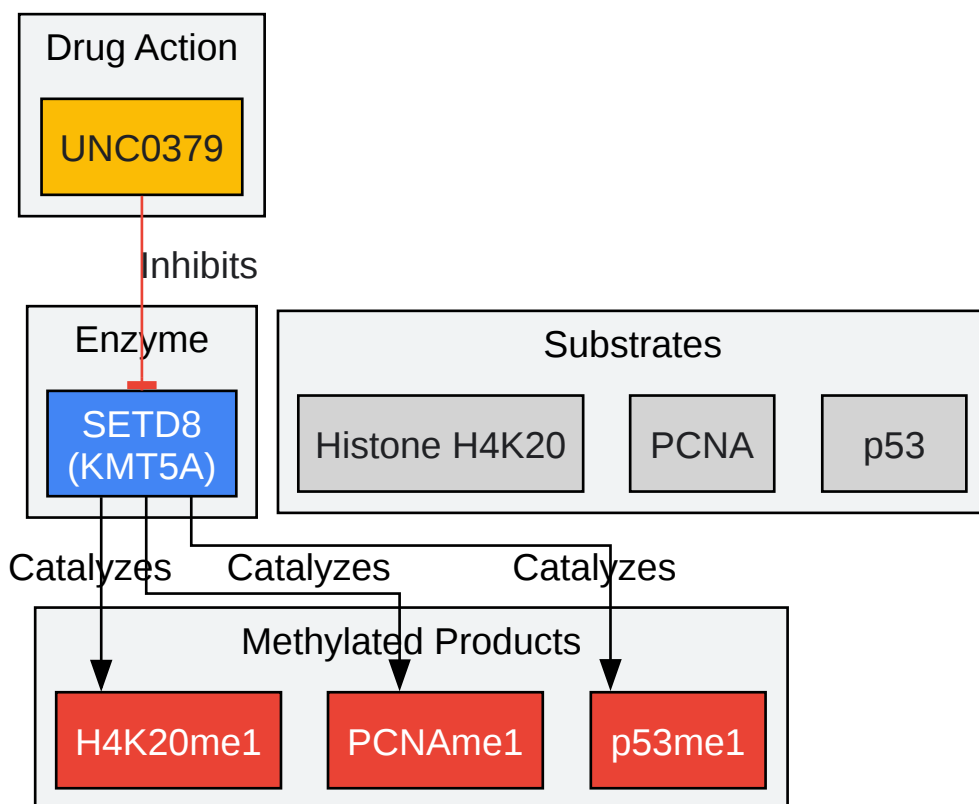 Drug Action
UNC0379
Inhibits
Enzyme
SETD8
(KMT5A)
Substrates
Histone H4K20
PCNA
p53
Catalyzes
Catalyzes
Catalyzes
Methylated Products
H4K20me1
PCNAme1
p53me1